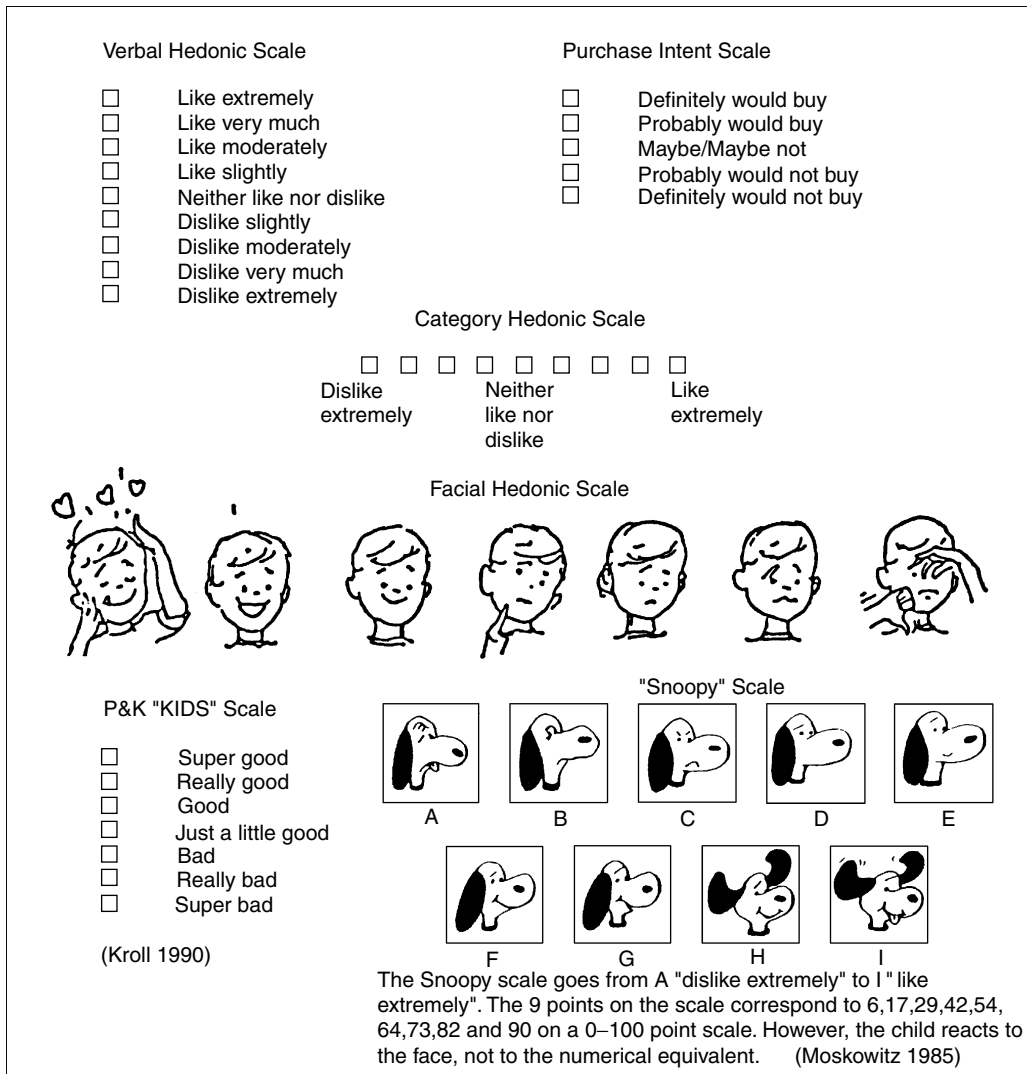 Verbal Hedonic Scale
Like extremely
Like very much
Like moderately
Like slightly
Neither like nor dislike
Dislike slightly
Dislike moderately
Dislike very much
Dislike extremely
Purchase Intent Scale
Definitely would buy
Probably would buy
Maybe/Maybe not
Probably would not buy
Definitely would not buy
Category Hedonic Scale
Dislike
extremely
Neither
like nor
dislike
Like
extremely
Facial Hedonic Scale
P&K "KIDS" Scale
Super good
Really good
Good
Just a little good
Bad
Really bad
Super bad
(Kroll 1990)
"Snoopy" Scale
A B C D E
F G H I
The Snoopy scale goes from A "dislike extremely" to I " like
extremely". The 9 points on the scale correspond to 6,17,29,42,54,
64,73,82 and 90 on a 0–100 point scale. However, the child reacts to
the face, not to the numerical equivalent. (Moskowitz 1985)